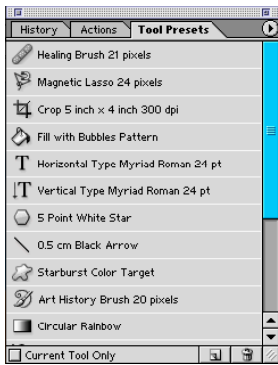 History Actions Tool Presets
Healing Brush 21 pixels
Magnetic Lasso 24 pixels
Crop 5 inch x 4 inch 300 dpi
Fill with Bubbles Pattern
T Horizontal Type Myriad Roman 24 pt
T Vertical Type Myriad Roman 24 pt
5 Point White Star
0.5 cm Black Arrow
Starburst Color Target
Art History Brush 20 pixels
Circular Rainbow
Current Tool Only